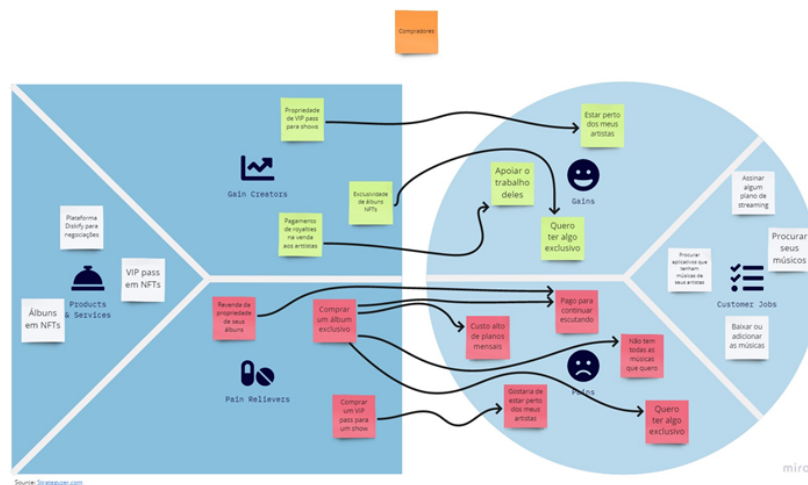 Compradores
Propriedade
de VIP pass
para shows
Gain Creators
Exclusividade
de álbuns
NFTs
Pagamento
de royalties
na venda
aos arttistas
Plataforma
Diskify para
negociações
VIP pass
em NFTs
Products
& Services
Álbuns
em NFTs
Revenda da
propriedade
de seus
álbuns
Comprar
um álbum
exclusivo
Pain Relievers
Comprar
um VIP
pass para
um show
Estar perto
dos meus
artistas
Gains
Apoiar o
trabalho
deles
Quero
ter algo
exclusivo
Pago para
continuar
escutando
Custo alto
de planos
mensais
Não tem
todas as
músicas
que quero
Pains
Gostaria de
estar perto
dos meus
artistas
Quero
ter algo
exclusivo
Assinar
algum
plano de
streaming
Procurar
seus
músicos
Procurar
aplicativos que
tenham
músicas de
seus artistas
Customer Jobs
Baixar ou
adicionar
as músicas
miro
Source: Strategyzer.com